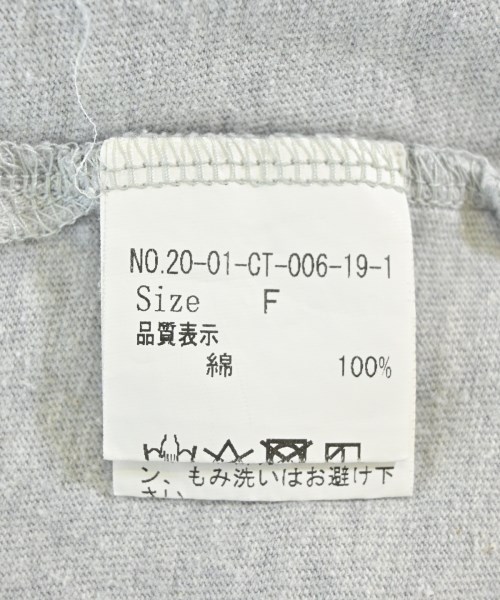 NO.20-01-CT-006-19-1
Size F
品質表示
綿 100%
ン、もみ洗いはお避け下
さい